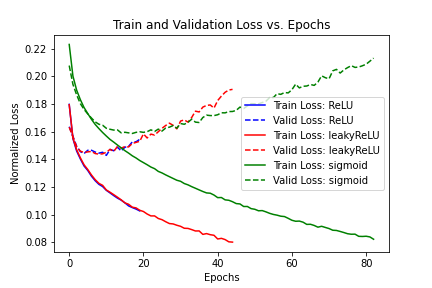 Train and Validation Loss vs. Epochs
Normalized Loss
0.22
0.20
0.18
0.16
0.14
0.12
0.10
0.08
Train Loss: ReLU
Valid Loss: ReLU
Train Loss: leakyReLU
Valid Loss: leakyReLU
Train Loss: sigmoid
Valid Loss: sigmoid
0 20 40 60 80
Epochs